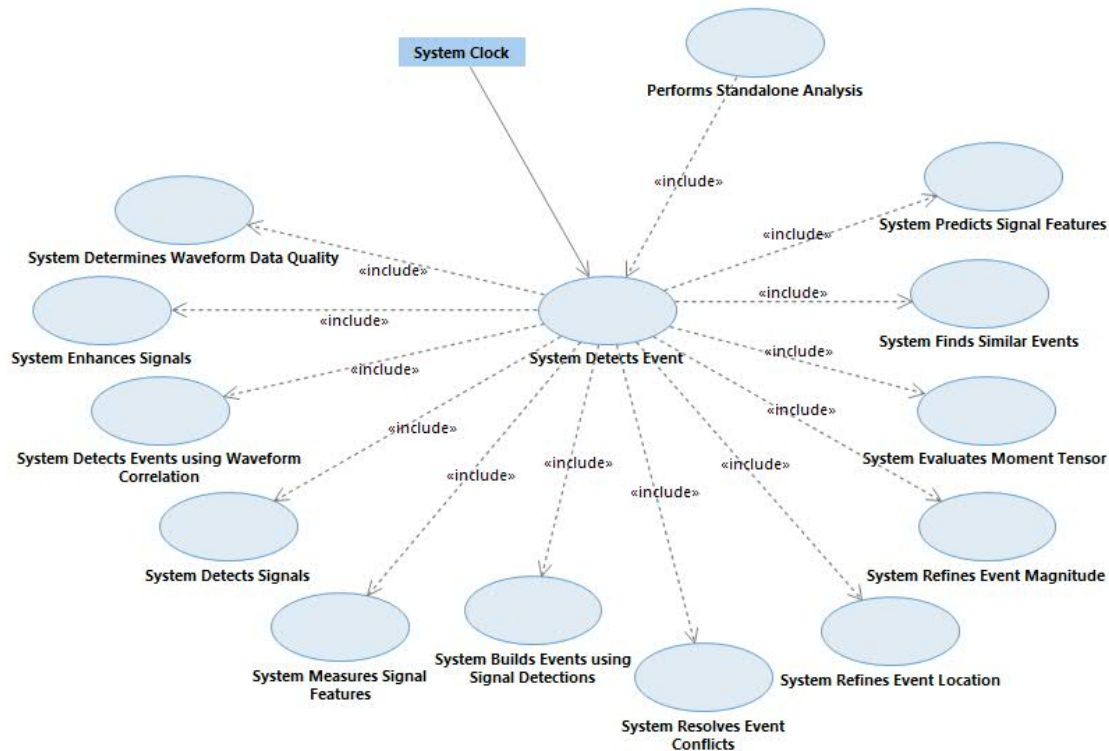 System Clock
Performs Standalone Analysis
«include»
System Predicts Signal Features
«include»
System Determines Waveform Data Quality
«include»
«include»
System Finds Similar Events
«include»
System Enhances Signals
System Detects Event
«include»
«include»
System Detects Events using Waveform
Correlation
«include»
System Evaluates Moment Tensor
«include»
«include»
«include»
«include»
System Detects Signals
System Refines Event Magnitude
System Measures Signal
Features
System Builds Events using
Signal Detections
System Refines Event Location
System Resolves Event
Conflicts